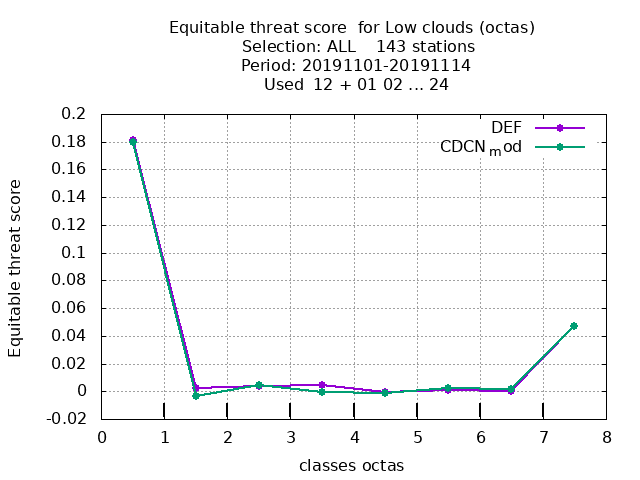 Equitable threat score for Low clouds (octas)
Selection: ALL 143 stations
Period: 20191101-20191114
Used 12 + 01 02 ... 24
DEF
CDCNmod
Equitable threat score
0.2
0.18
0.16
0.14
0.12
0.1
0.08
0.06
0.04
0.02
0
-0.02
0 1 2 3 4 5 6 7 8
classes octas